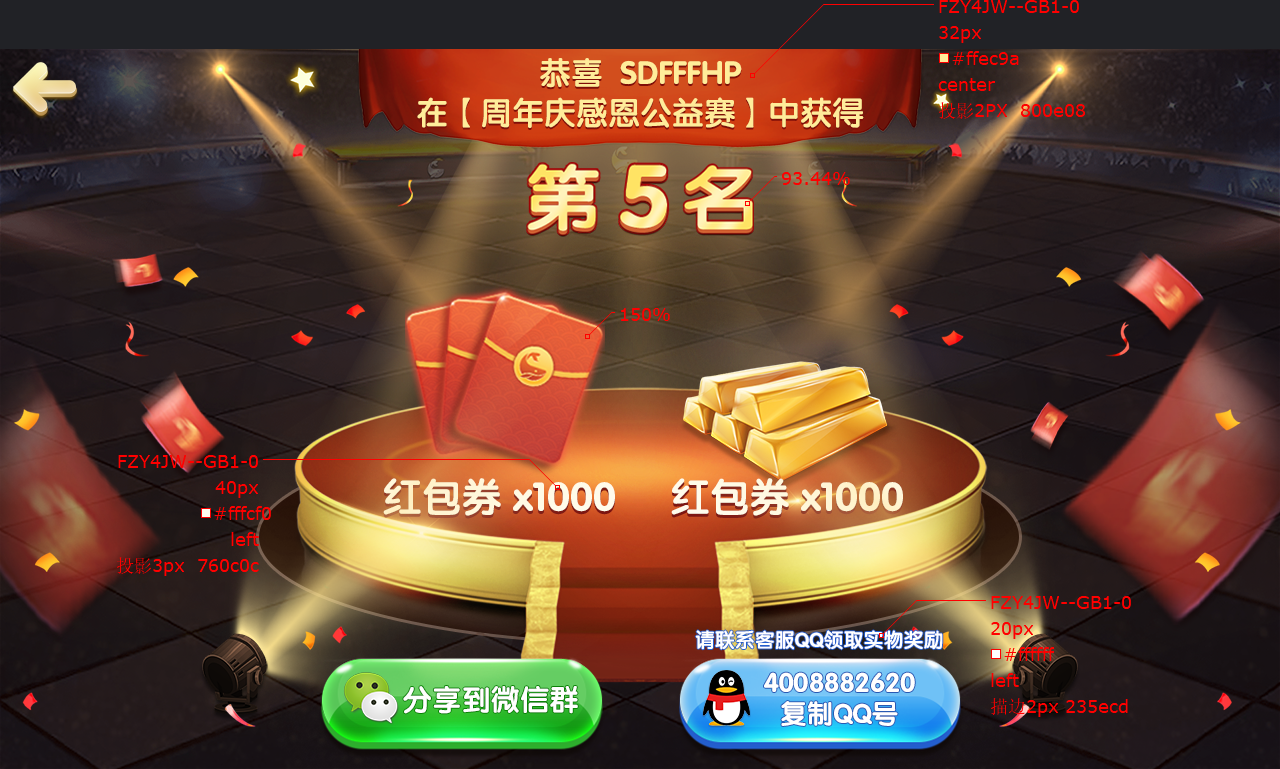 FZY4JW--GB1-0
32px
#ffec9a
center
投影2PX 800e08
恭喜 SDFFFHP
在【周年庆感恩公益赛】中获得
第5名
93.44%
~150%
FZY4JW--GB1-0
40px
#fffcf0
left
投影3px 760c0c
红包券 x1000
红包券 x1000
FZY4JW--GB1-0
20px
#ffffff
left
描边2px 235ecd
请联系客服QQ领取实物奖励
分享到微信群
4008882620
复制QQ号